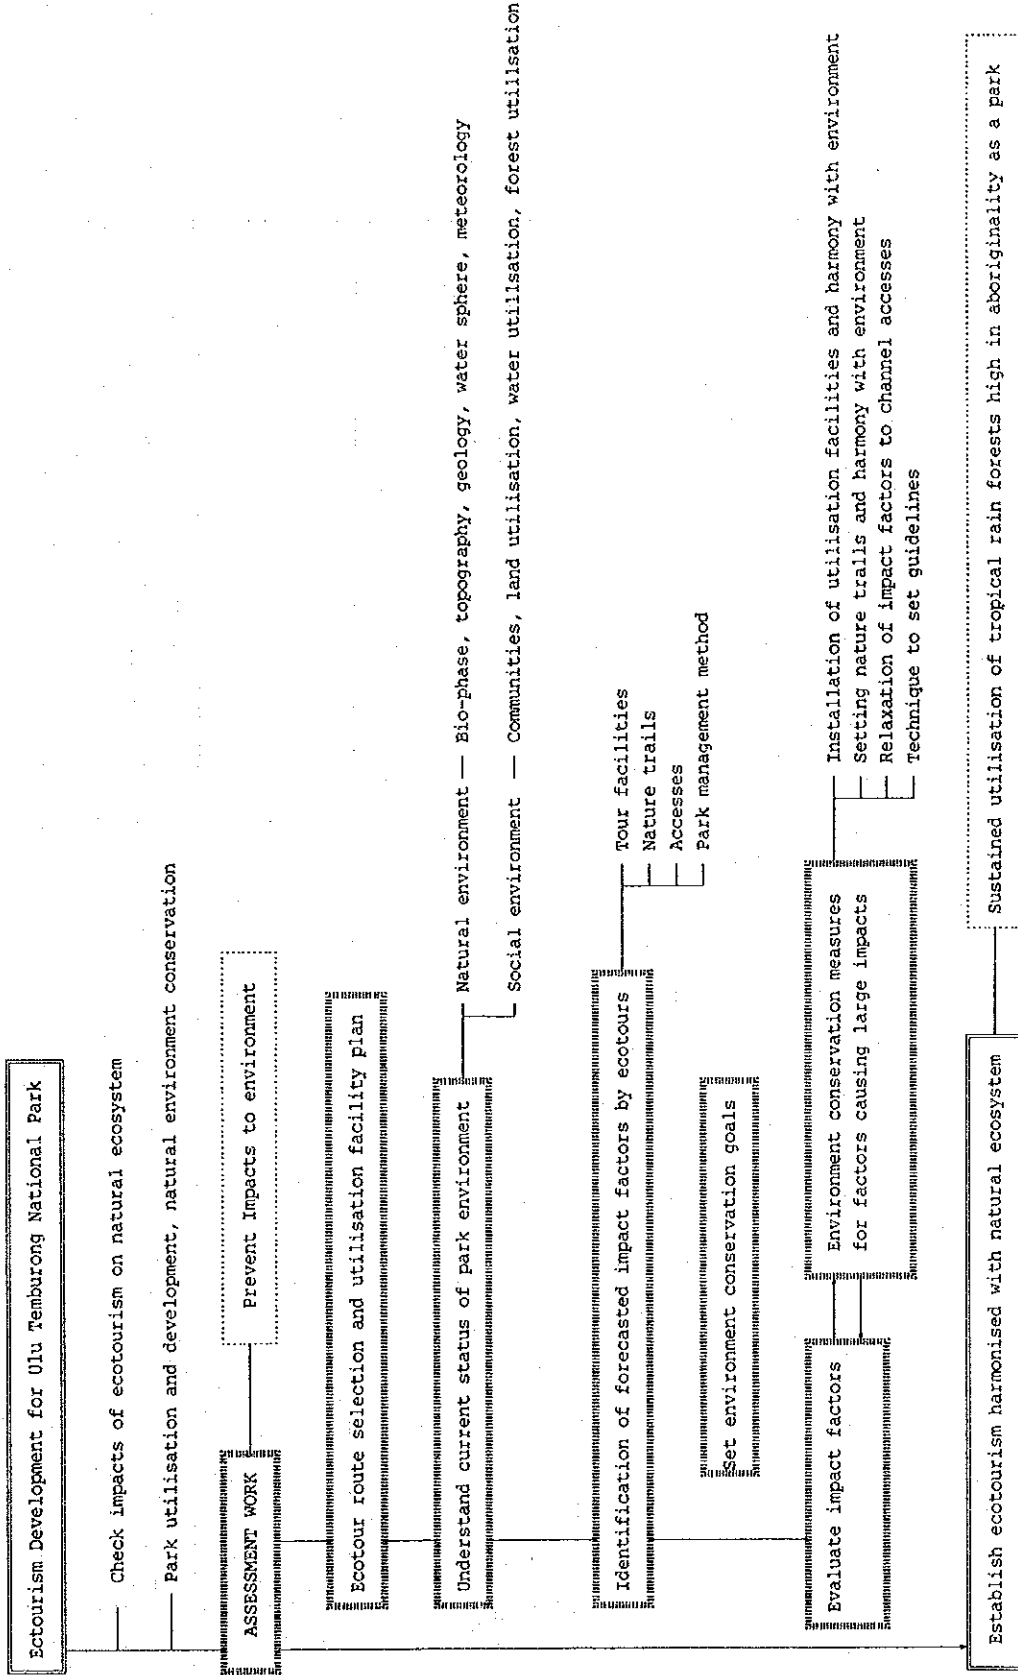 Ectourism Development for Ulu Temburong National Park
Check impacts of ecotourism on natural ecosystem
Park utilisation and development, natural environment conservation
ASSESSMENT WORK
Prevent Impacts to environment
Ecotour route selection and utilisation facility plan
Understand current status of park environment
Natural environment — Bio-phase, topography, geology, water sphere, meteorology
Social environment — Communities, land utilisation, water utilisation, forest utillsation
Identification of forecasted impact factors by ecotours
Tour facilities
Nature trails
Accesses
Park management method
Set environment conservation goals
Evaluate impact factors
Environment conservation measures
for factors causing large impacts
Installation of utilisation facilities and harmony with environment
Setting nature trails and harmony with environment
Relaxation of impact factors to channel accesses
Technique to set guidelines
Establish ecotourism harmonised with natural ecosystem
Sustained utilisation of tropical rain forests high in aboriginality as a park